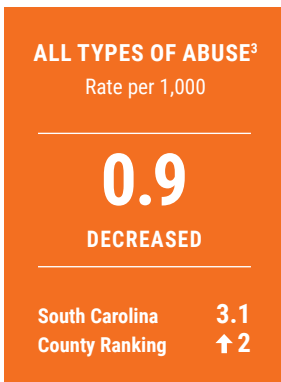 ALL TYPES OF ABUSE³
Rate per 1,000
0.9
DECREASED
South Carolina 3.1
County Ranking ↑ 2